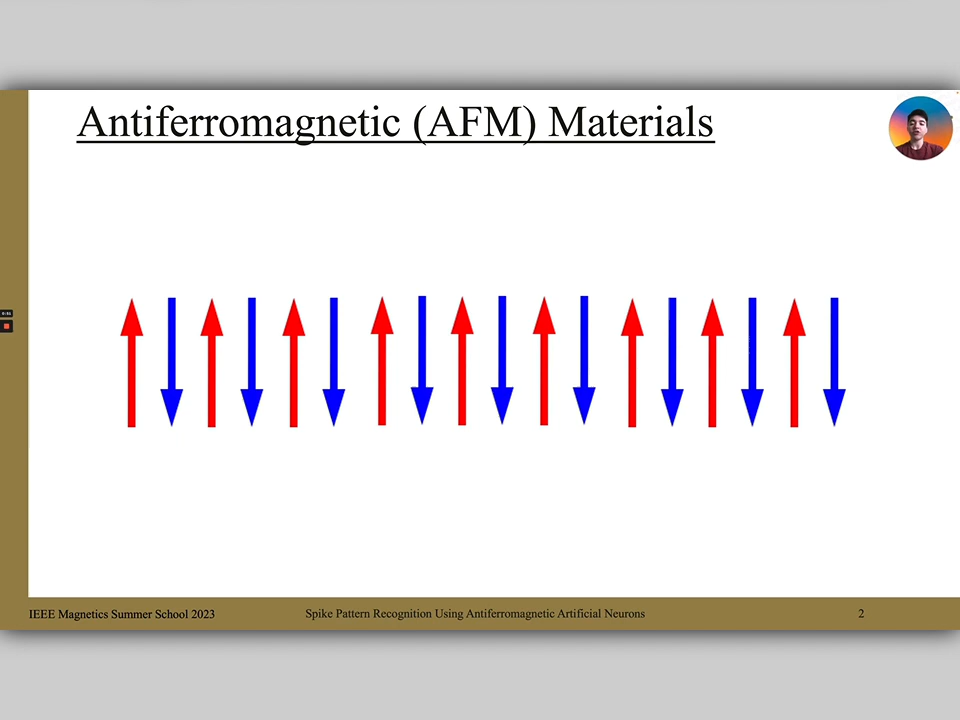 Antiferromagnetic (AFM) Materials
IEEE Magnetics Summer School 2023
Spike Pattern Recognition Using Antiferromagnetic Artificial Neurons
2